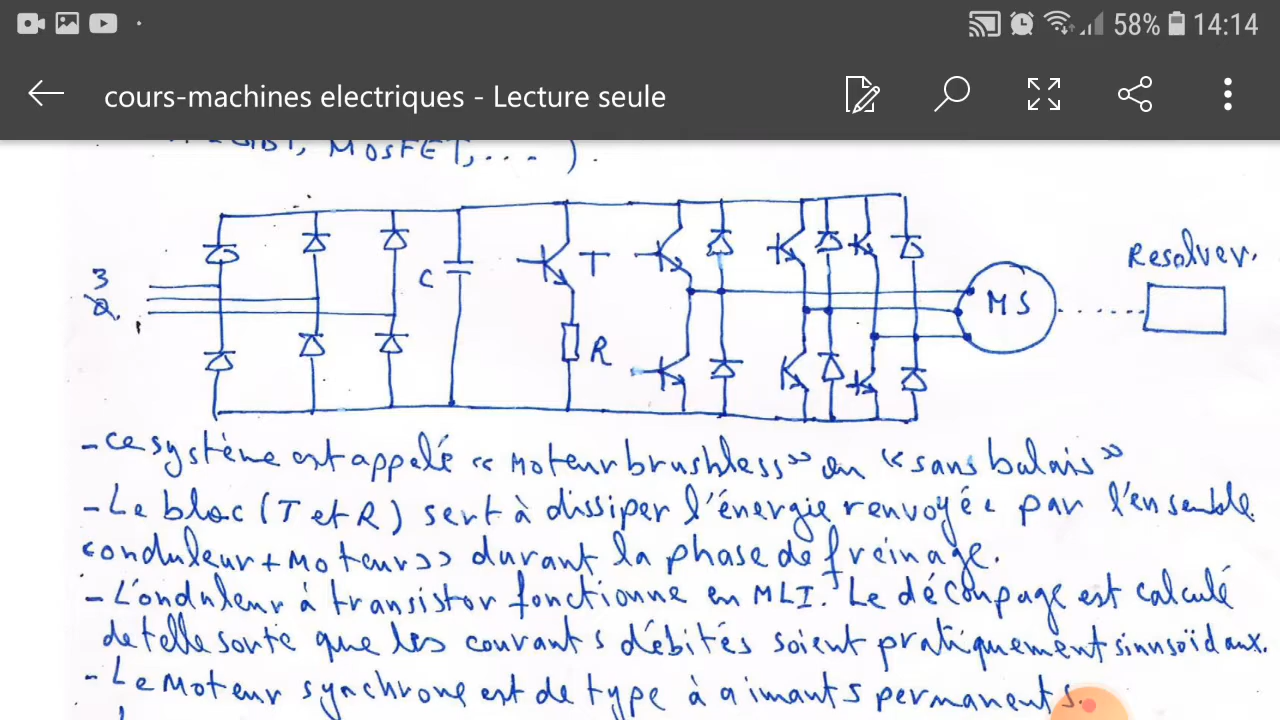 58% 14:14
cours-machines electriques - Lecture seule
MOSFET, ... ).
Resolver.
3
C
T
R
MS
- ce système est appelé « Moteur brushless » ou « sans balais »
- Le bloc (T et R) sert à dissiper l'énergie renvoyée par l'ensemble
« onduleur + Moteur » durant la phase de freinage.
- L'onduleur à transistor fonctionne en MLI. Le découpage est calculé
de telle sorte que les courants débités soient pratiquement sinusoïdaux.
- Le Moteur synchrone est de type à aimants permanents.